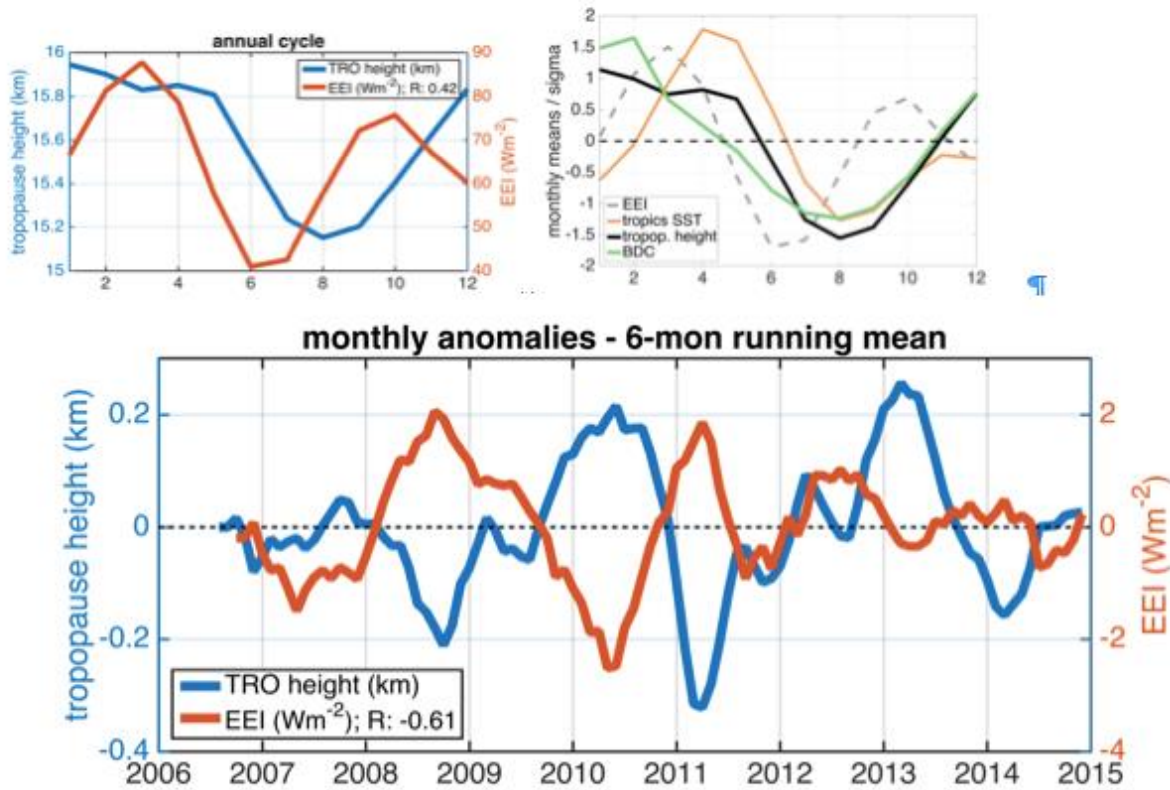 annual cycle
tropopause height (km)
16
15.8
15.6
15.4
15.2
15
2 4 6 8 10 12
TRO height (km)
EEI (Wm⁻²); R: 0.42
90
80
70
60
50
40
EEI (Wm⁻²)
monthly means / sigma
2
1.5
1
0.5
0
-0.5
-1
-1.5
-2
2 4 6 8 10 12
EEI
tropics SST
tropop. height
BDC
¶
monthly anomalies - 6-mon running mean
tropopause height (km)
0.2
0
-0.2
-0.4
TRO height (km)
EEI (Wm⁻²); R: -0.61
2
0
-2
-4
EEI (Wm⁻²)
2006 2007 2008 2009 2010 2011 2012 2013 2014 2015